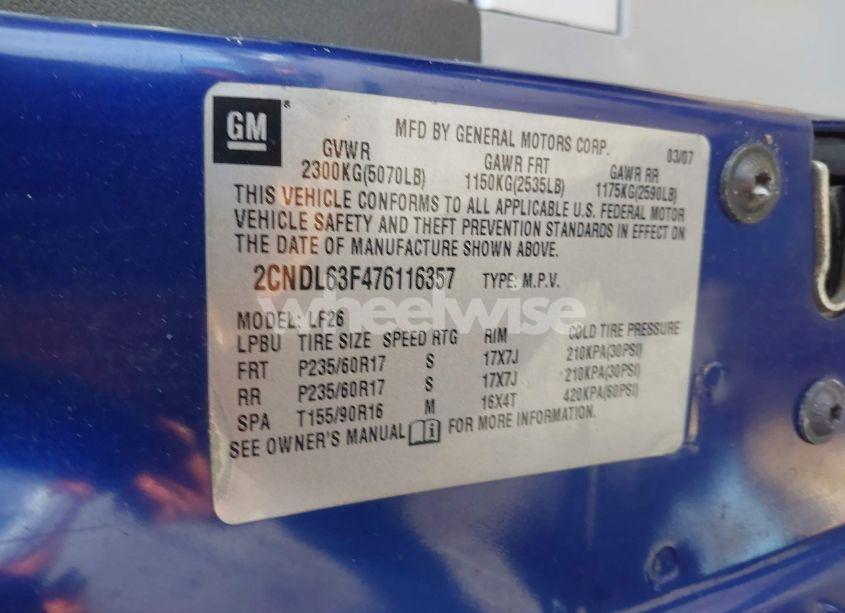 GM ®
MFD BY GENERAL MOTORS CORP. 03/07
GVWR GAWR FRT GAWR RR
2300KG(5070LB) 1150KG(2535LB) 1175KG(2590LB)
THIS VEHICLE CONFORMS TO ALL APPLICABLE U.S. FEDERAL MOTOR
VEHICLE SAFETY AND THEFT PREVENTION STANDARDS IN EFFECT ON
THE DATE OF MANUFACTURE SHOWN ABOVE.
2CNDL63F476116357 TYPE: M.P.V.
wheelwise
MODEL: LF26
LPBU TIRE SIZE SPEED RTG RIM COLD TIRE PRESSURE
FRT P235/60R17 S 17X7J 210KPA(30PSI)
RR P235/60R17 S 17X7J 210KPA(30PSI)
SPA T155/90R16 M 16X4T 420KPA(60PSI)
SEE OWNER'S MANUAL FOR MORE INFORMATION.